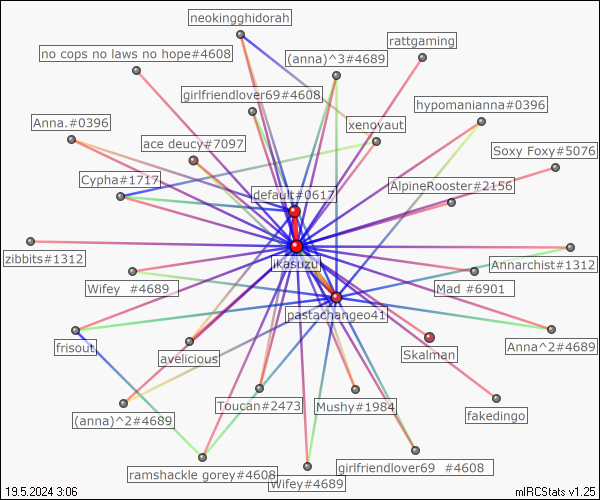 neokingghidorah
rattgaming
no cops no laws no hope#4608
(anna)^3#4689
girlfriendlover69#4608
hypomanianna#0396
Anna.#0396
xenoyaut
ace deucy#7097
Soxy Foxy#5076
Cypha#1717
AlpineRooster#2156
default#0617
zibbits#1312
ikasuzu
Annarchist#1312
Wifey #4689
Mad #6901
pastachangeo41
frisout
Anna^2#4689
avelicious
Skalman
Toucan#2473
Mushy#1984
fakedingo
(anna)^2#4689
girlfriendlover69 #4608
ramshackle gorey#4608
Wifey#4689
19.5.2024 3:06
mIRCStats v1.25